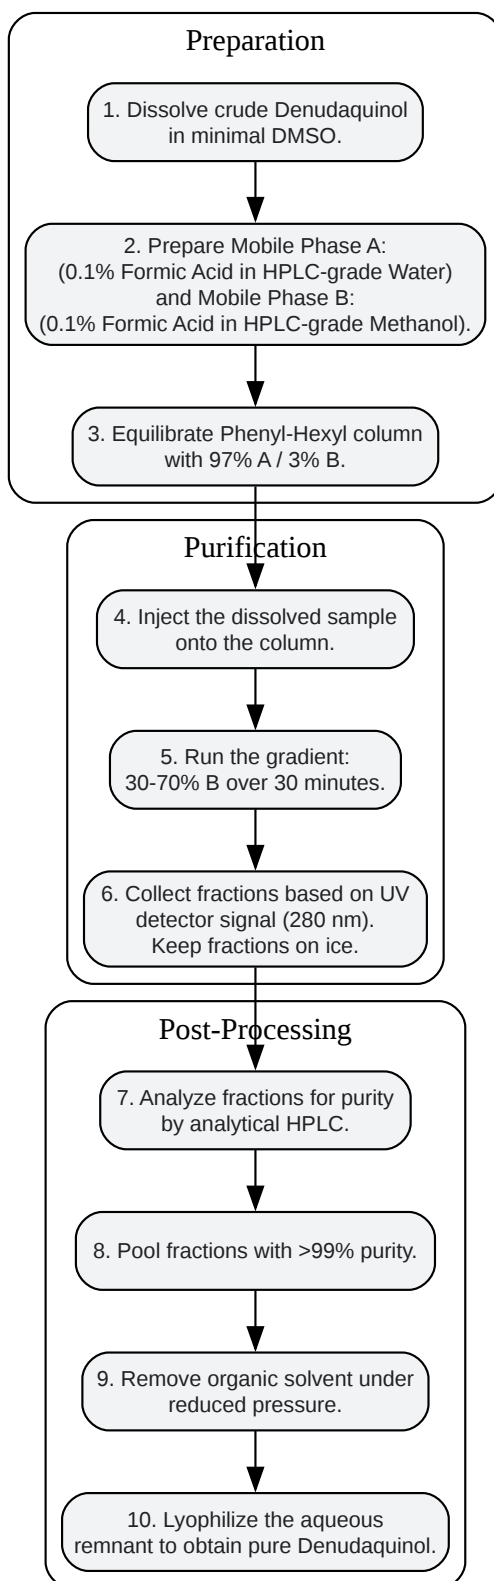 Preparation
1. Dissolve crude Denudaquinol
in minimal DMSO.
2. Prepare Mobile Phase A:
(0.1% Formic Acid in HPLC-grade Water)
and Mobile Phase B:
(0.1% Formic Acid in HPLC-grade Methanol).
3. Equilibrate Phenyl-Hexyl column
with 97% A / 3% B.
Purification
4. Inject the dissolved sample
onto the column.
5. Run the gradient:
30-70% B over 30 minutes.
6. Collect fractions based on UV
detector signal (280 nm).
Keep fractions on ice.
Post-Processing
7. Analyze fractions for purity
by analytical HPLC.
8. Pool fractions with >99% purity.
9. Remove organic solvent under
reduced pressure.
10. Lyophilize the aqueous
remnant to obtain pure Denudaquinol.